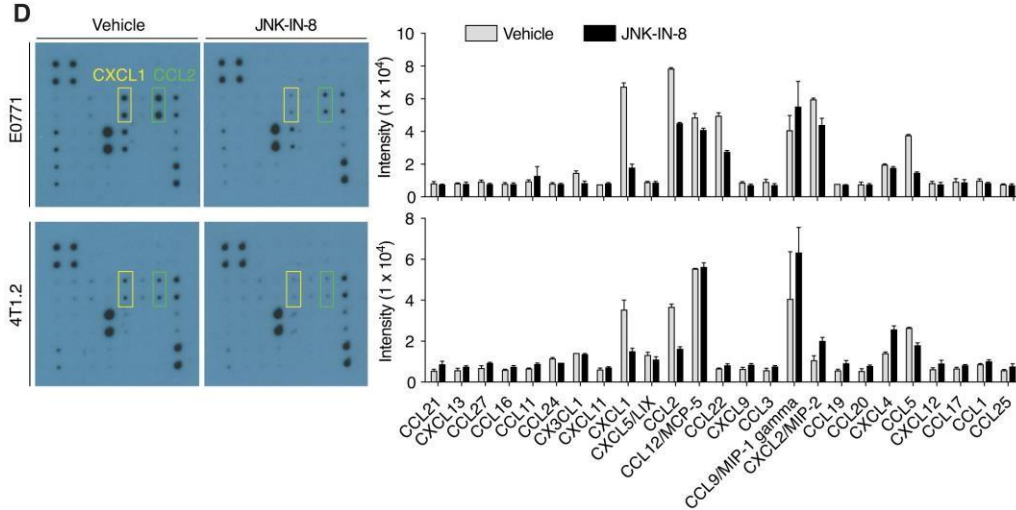 D
Vehicle
JNK-IN-8
E0771
CXCL1
CCL2
4T1.2
Vehicle
JNK-IN-8
Intensity (1 x 10⁴)
10
8
6
4
2
0
Intensity (1 x 10⁴)
8
6
4
2
0
CCL21
CXCL13
CCL27
CCL16
CCL11
CCL24
CX3CL1
CXCL11
CXCL1
CXCL5/LIX
CCL2
CCL12/MCP-5
CCL22
CXCL9
CCL3
CCL9/MIP-1 gamma
CXCL2/MIP-2
CCL19
CCL20
CXCL4
CCL5
CXCL12
CCL17
CCL1
CCL25